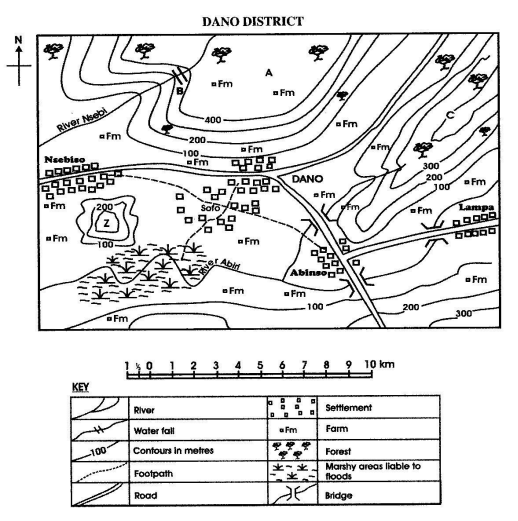 DANO DISTRICT
N
A
B
C
Fm
Fm
Fm
River Nsebi
400
200
100
Fm
Fm
Fm
Fm
Fm
Nsebiso
DANO
300
200
100
Fm
Lampa
Fm
Fm
200
Z
100
Sofo
Fm
Fm
Abinso
River Abiri
Fm
Fm
Fm
Fm
100
200
300
1 ½ 0 1 2 3 4 5 6 7 8 9 10 km
KEY
River
Settlement
Water fall
Fm
Farm
100
Contours in metres
Forest
Footpath
Marshy areas liable to
floods
Road
Bridge